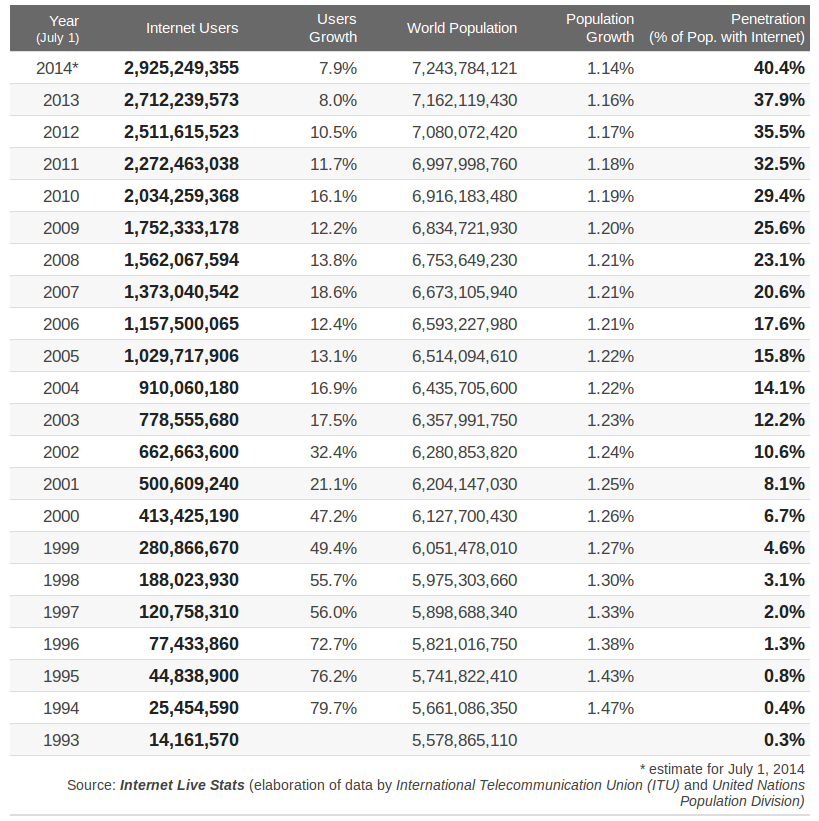 Year (July 1) Internet Users Users Growth World Population Population Growth Penetration (% of Pop. with Internet)
2014* 2,925,249,355 7.9% 7,243,784,121 1.14% 40.4%
2013 2,712,239,573 8.0% 7,162,119,430 1.16% 37.9%
2012 2,511,615,523 10.5% 7,080,072,420 1.17% 35.5%
2011 2,272,463,038 11.7% 6,997,998,760 1.18% 32.5%
2010 2,034,259,368 16.1% 6,916,183,480 1.19% 29.4%
2009 1,752,333,178 12.2% 6,834,721,930 1.20% 25.6%
2008 1,562,067,594 13.8% 6,753,649,230 1.21% 23.1%
2007 1,373,040,542 18.6% 6,673,105,940 1.21% 20.6%
2006 1,157,500,065 12.4% 6,593,227,980 1.21% 17.6%
2005 1,029,717,906 13.1% 6,514,094,610 1.22% 15.8%
2004 910,060,180 16.9% 6,435,705,600 1.22% 14.1%
2003 778,555,680 17.5% 6,357,991,750 1.23% 12.2%
2002 662,663,600 32.4% 6,280,853,820 1.24% 10.6%
2001 500,609,240 21.1% 6,204,147,030 1.25% 8.1%
2000 413,425,190 47.2% 6,127,700,430 1.26% 6.7%
1999 280,866,670 49.4% 6,051,478,010 1.27% 4.6%
1998 188,023,930 55.7% 5,975,303,660 1.30% 3.1%
1997 120,758,310 56.0% 5,898,688,340 1.33% 2.0%
1996 77,433,860 72.7% 5,821,016,750 1.38% 1.3%
1995 44,838,900 76.2% 5,741,822,410 1.43% 0.8%
1994 25,454,590 79.7% 5,661,086,350 1.47% 0.4%
1993 14,161,570 5,578,865,110 0.3%
* estimate for July 1, 2014
Source: Internet Live Stats (elaboration of data by International Telecommunication Union (ITU) and United Nations
Population Division)